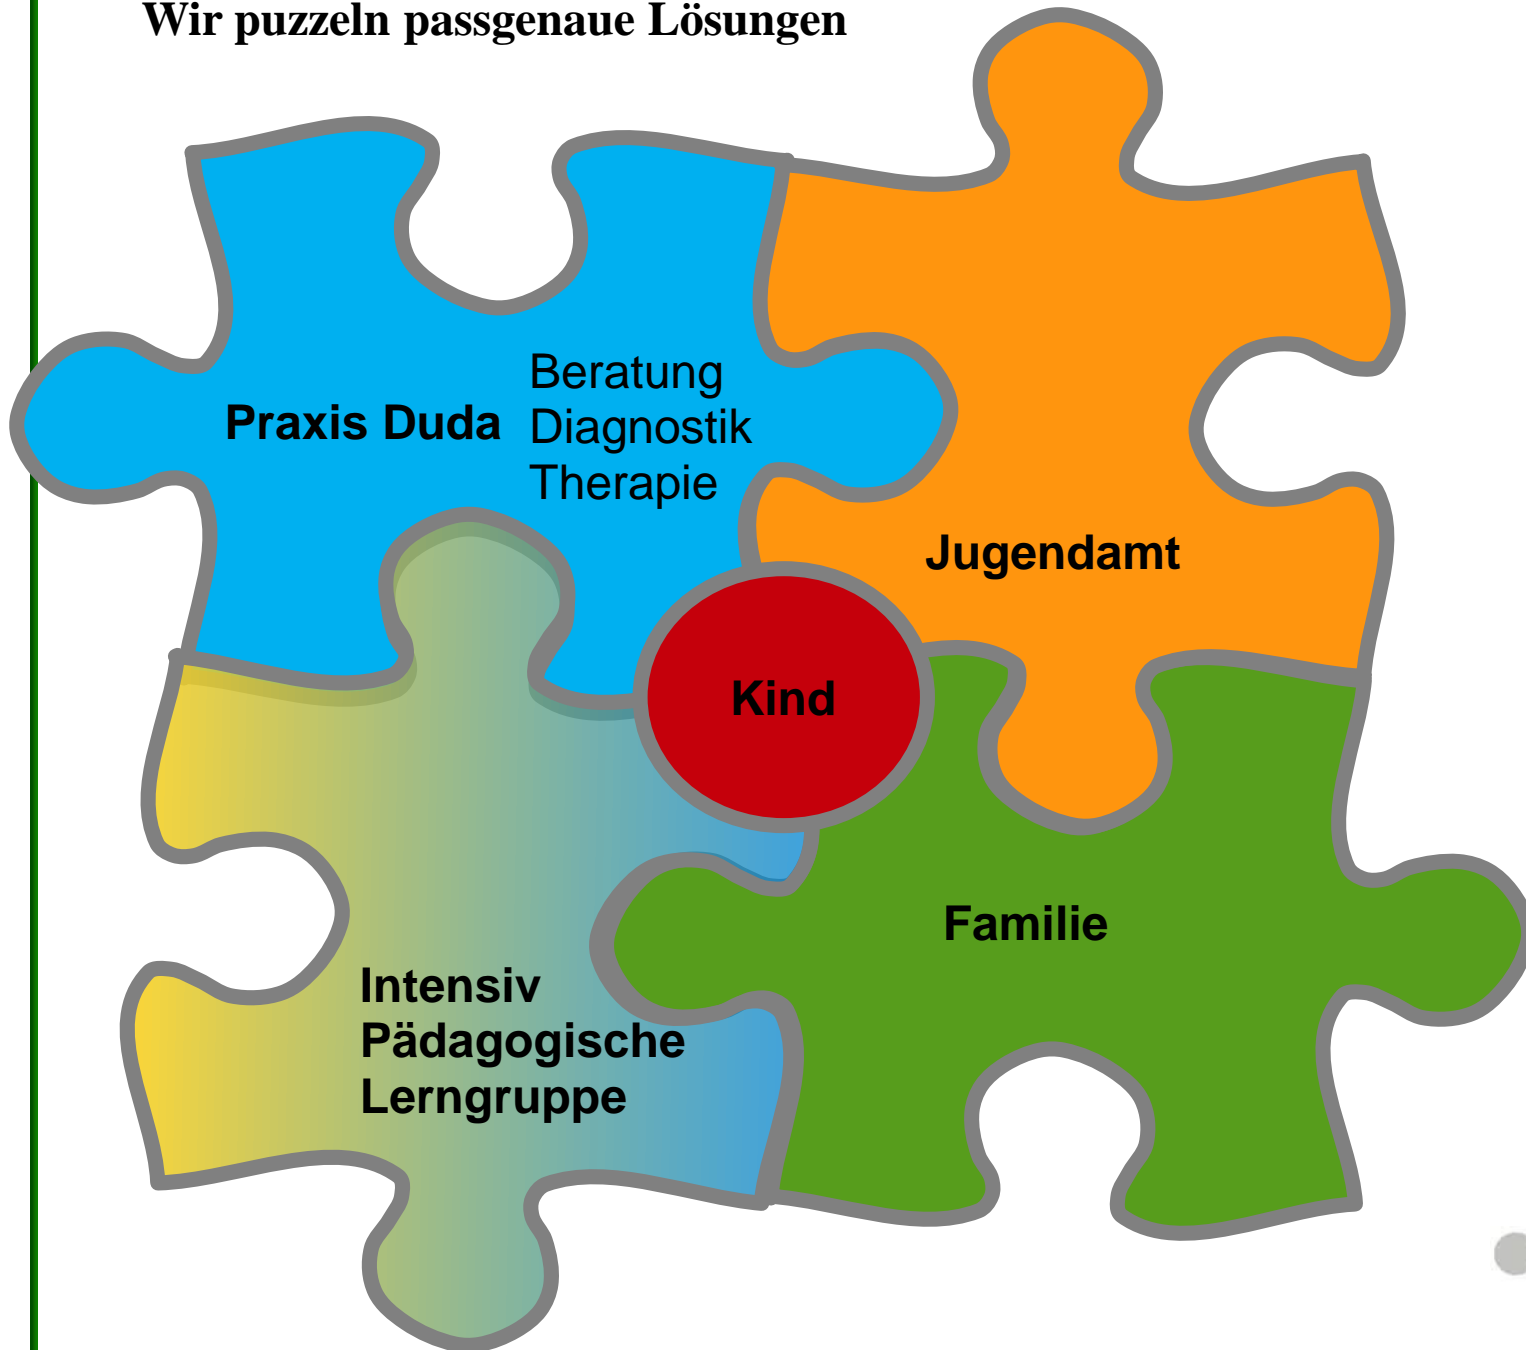 Wir puzzeln passgenaue Lösungen
Praxis Duda
Beratung
Diagnostik
Therapie
Jugendamt
Kind
Familie
Intensiv
Pädagogische
Lerngruppe